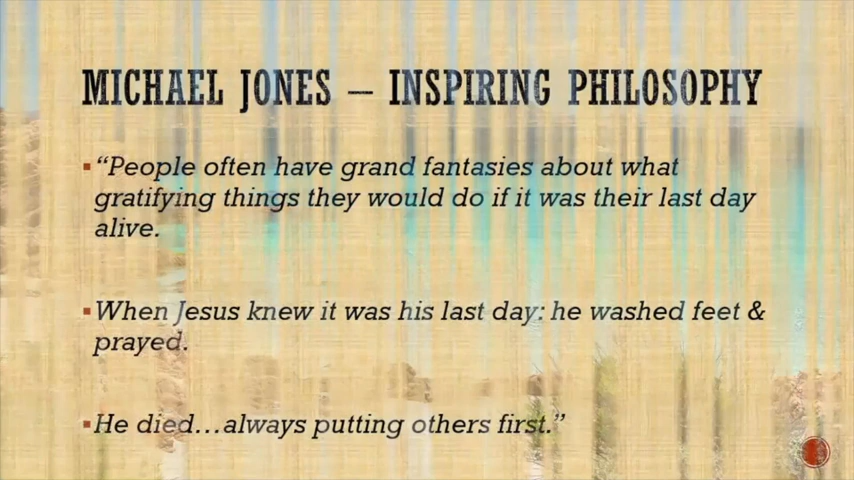 MICHAEL JONES – INSPIRING PHILOSOPHY
“People often have grand fantasies about what
gratifying things they would do if it was their last day
alive.
When Jesus knew it was his last day: he washed feet &
prayed.
He died…always putting others first.”